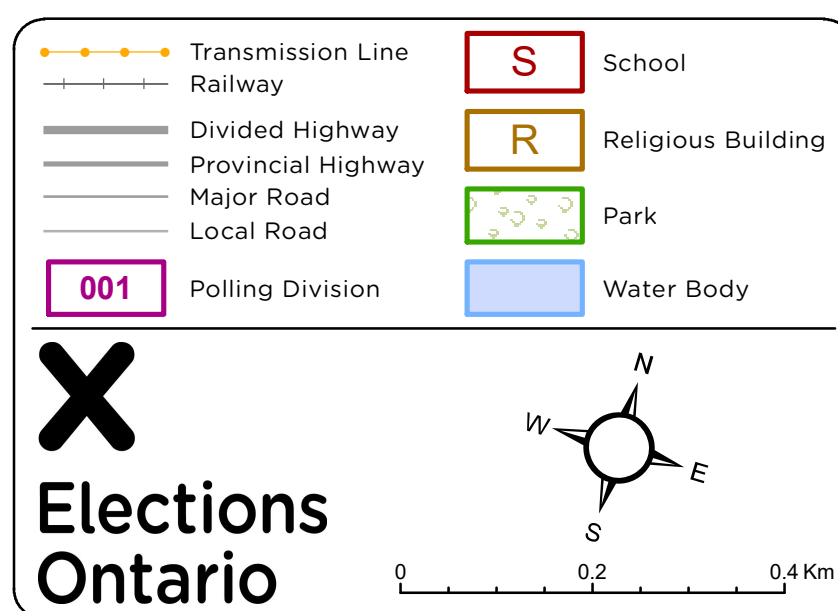 Transmission Line
Railway
Divided Highway
Provincial Highway
Major Road
Local Road
001 Polling Division
S School
R Religious Building
Park
Water Body
Elections
Ontario
N
W
E
S
0 0.2 0.4 Km